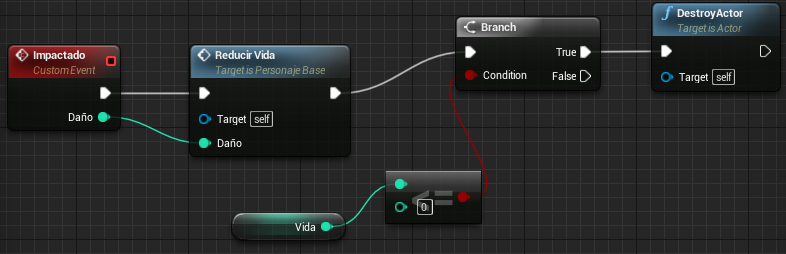 Impactado
Custom Event
Daño
Reducir Vida
Target is Personaje Base
Target self
Daño
Branch
True
Condition
False
DestroyActor
Target is Actor
Target self
Vida
<=
0